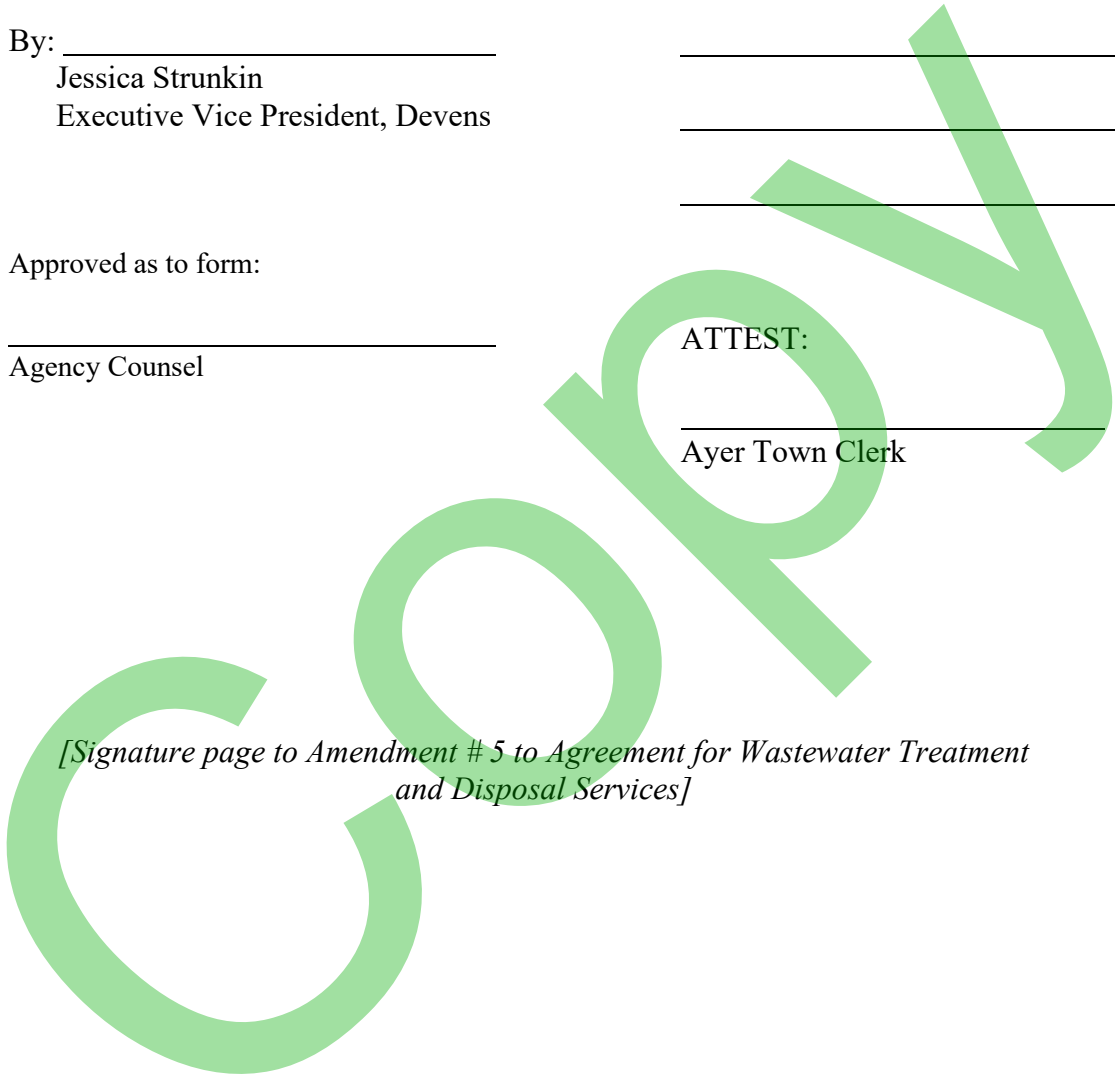 By:
Jessica Strunkin
Executive Vice President, Devens
Approved as to form:
Agency Counsel
ATTEST:
Ayer Town Clerk
[Signature page to Amendment # 5 to Agreement for Wastewater Treatment
and Disposal Services]
Copy